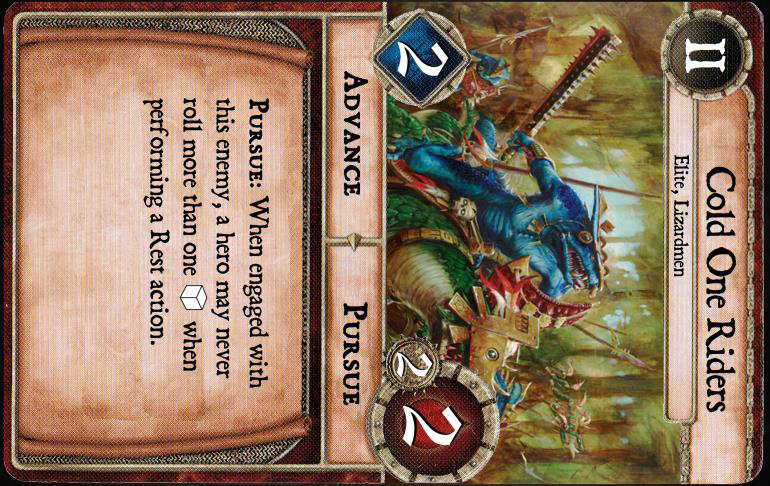 II
Cold One Riders
Elite, Lizardmen
2
2
2
ADVANCE
PURSUE
PURSUE: When engaged with
this enemy, a hero may never
roll more than one when
performing a Rest action.